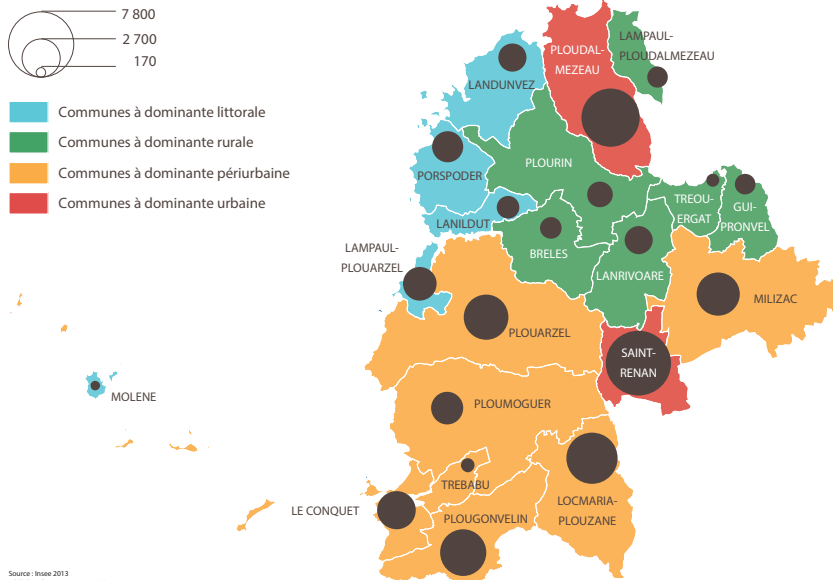 7 800
2 700
170
Communes à dominante littorale
Communes à dominante rurale
Communes à dominante périurbaine
Communes à dominante urbaine
LAMPAUL-
PLOUDALMEZEAU
PLOUDAL-
MEZEAU
LANDUNVEZ
PLOURIN
PORSPODER
TREOU-
ERGAT
GUI-
PRONVEL
LANILDUT
BRELES
LANRIVOARE
LAMPAUL-
PLOUARZEL
MILIZAC
PLOUARZEL
SAINT-
RENAN
MOLENE
PLOUMOGUER
TREBABU
LOCMARIA-
PLOUZANE
LE CONQUET
PLOUGONVELIN
Source : Insee 2013